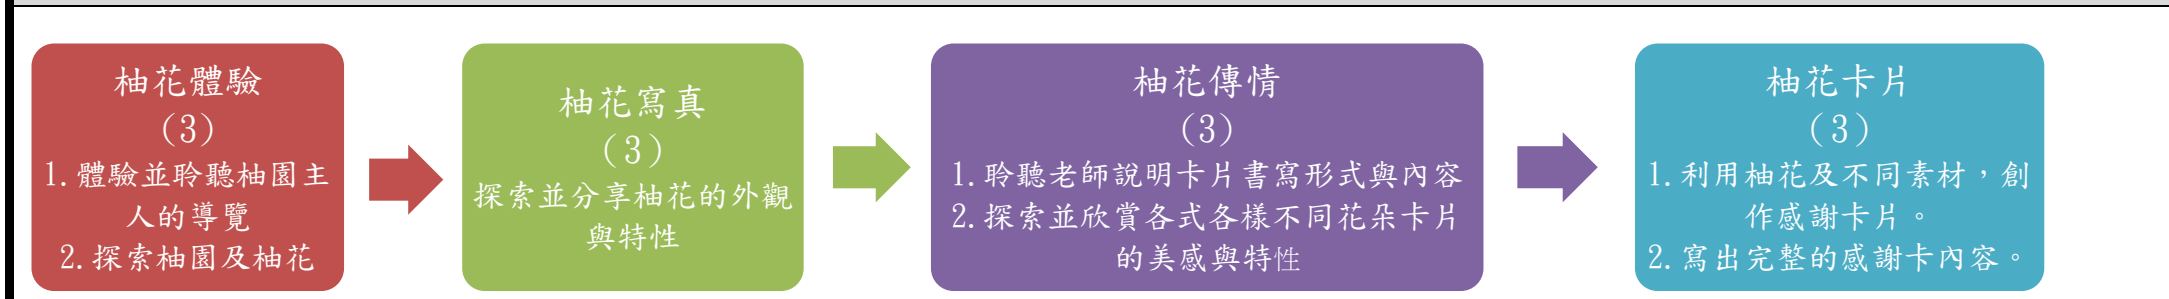 柚花體驗
（3）
1.體驗並聆聽柚園主
人的導覽
2.探索柚園及柚花
柚花寫真
（3）
探索並分享柚花的外觀
與特性
柚花傳情
（3）
1.聆聽老師說明卡片書寫形式與內容
2.探索並欣賞各式各樣不同花朵卡片
的美感與特性
柚花卡片
（3）
1.利用柚花及不同素材，創
作感謝卡片。
2.寫出完整的感謝卡內容。